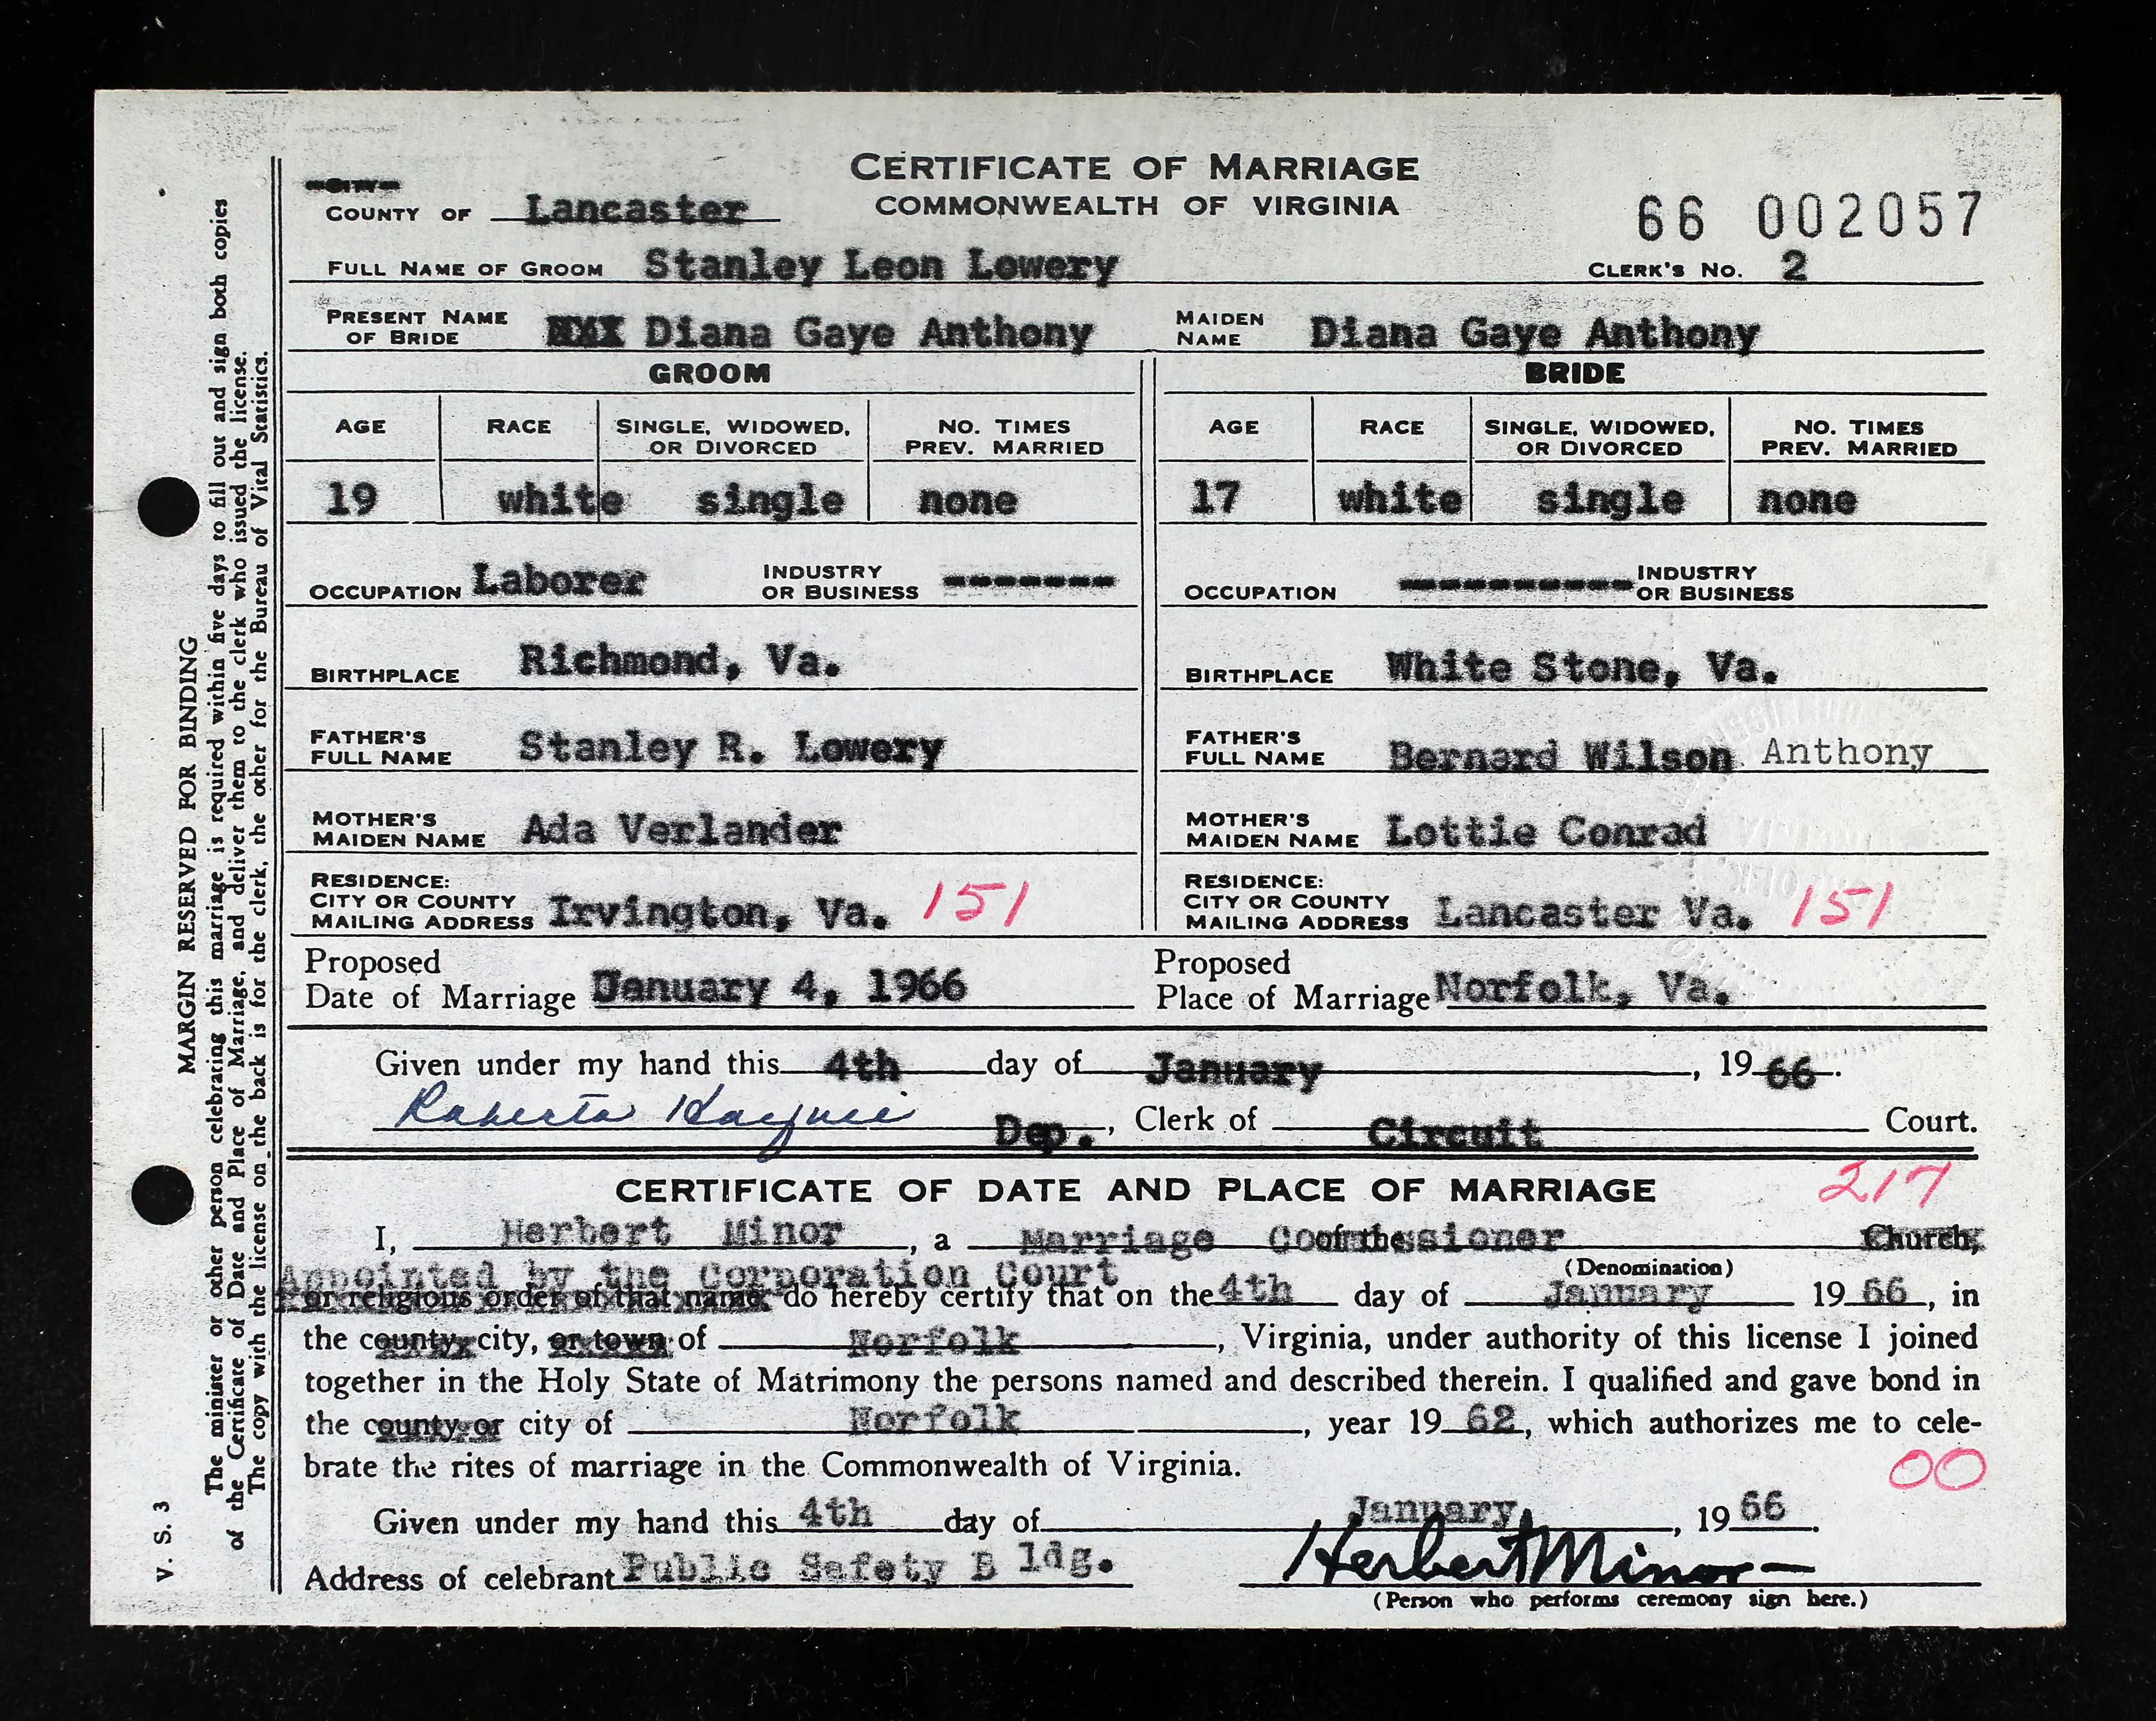 CERTIFICATE OF MARRIAGE
CITY
COUNTY OF Lancaster
COMMONWEALTH OF VIRGINIA
66 002057
FULL NAME OF GROOM Stanley Leon Lowery CLERK'S NO. 2
PRESENT NAME OF BRIDE Diana Gaye Anthony MAIDEN NAME Diana Gaye Anthony
GROOM BRIDE
AGE RACE SINGLE, WIDOWED, OR DIVORCED NO. TIMES PREV. MARRIED AGE RACE SINGLE, WIDOWED, OR DIVORCED NO. TIMES PREV. MARRIED
19 white single none 17 white single none
OCCUPATION Laborer INDUSTRY OR BUSINESS ------- OCCUPATION ---------- INDUSTRY OR BUSINESS
BIRTHPLACE Richmond, Va. BIRTHPLACE White Stone, Va.
FATHER'S FULL NAME Stanley R. Lowery FATHER'S FULL NAME Bernard Wilson Anthony
MOTHER'S MAIDEN NAME Ada Verlander MOTHER'S MAIDEN NAME Lottie Conrad
RESIDENCE: CITY OR COUNTY MAILING ADDRESS Irvington, Va. 151 RESIDENCE: CITY OR COUNTY MAILING ADDRESS Lancaster Va. 151
Proposed Date of Marriage January 4, 1966 Proposed Place of Marriage Norfolk, Va.
Given under my hand this 4th day of January, 1966.
Roberta Haynie Dep., Clerk of Circuit Court.
217
CERTIFICATE OF DATE AND PLACE OF MARRIAGE
I, Herbert Minor, a Marriage Commissioner of the Church,
(Denomination)
Appointed by the Corporation Court
or religious order of that name, do hereby certify that on the 4th day of January 1966, in
the county, city, or town of Norfolk, Virginia, under authority of this license I joined
together in the Holy State of Matrimony the persons named and described therein. I qualified and gave bond in
the county or city of Norfolk, year 1962, which authorizes me to cele-
brate the rites of marriage in the Commonwealth of Virginia.
00
Given under my hand this 4th day of January, 1966.
Address of celebrant Public Safety B ldg. Herbert Minor
(Person who performs ceremony sign here.)
V. S. 3
MARGIN RESERVED FOR BINDING
The minister or other person celebrating this marriage is required within five days to fill out and sign both copies
of the Certificate of Date and Place of Marriage, and deliver them to the clerk who issued the license.
The copy with the license on the back is for the clerk, the other for the Bureau of Vital Statistics.